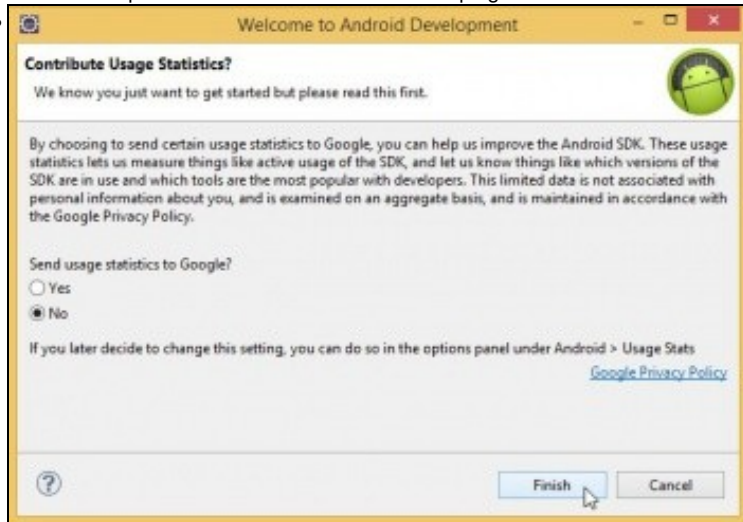 Welcome to Android Development
Contribute Usage Statistics?
We know you just want to get started but please read this first.
By choosing to send certain usage statistics to Google, you can help us improve the Android SDK. These usage
statistics lets us measure things like active usage of the SDK, and let us know things like which versions of the
SDK are in use and which tools are the most popular with developers. This limited data is not associated with
personal information about you, and is examined on an aggregate basis, and is maintained in accordance with
the Google Privacy Policy.
Send usage statistics to Google?
Yes
No
If you later decide to change this setting, you can do so in the options panel under Android > Usage Stats
Google Privacy Policy
Finish Cancel